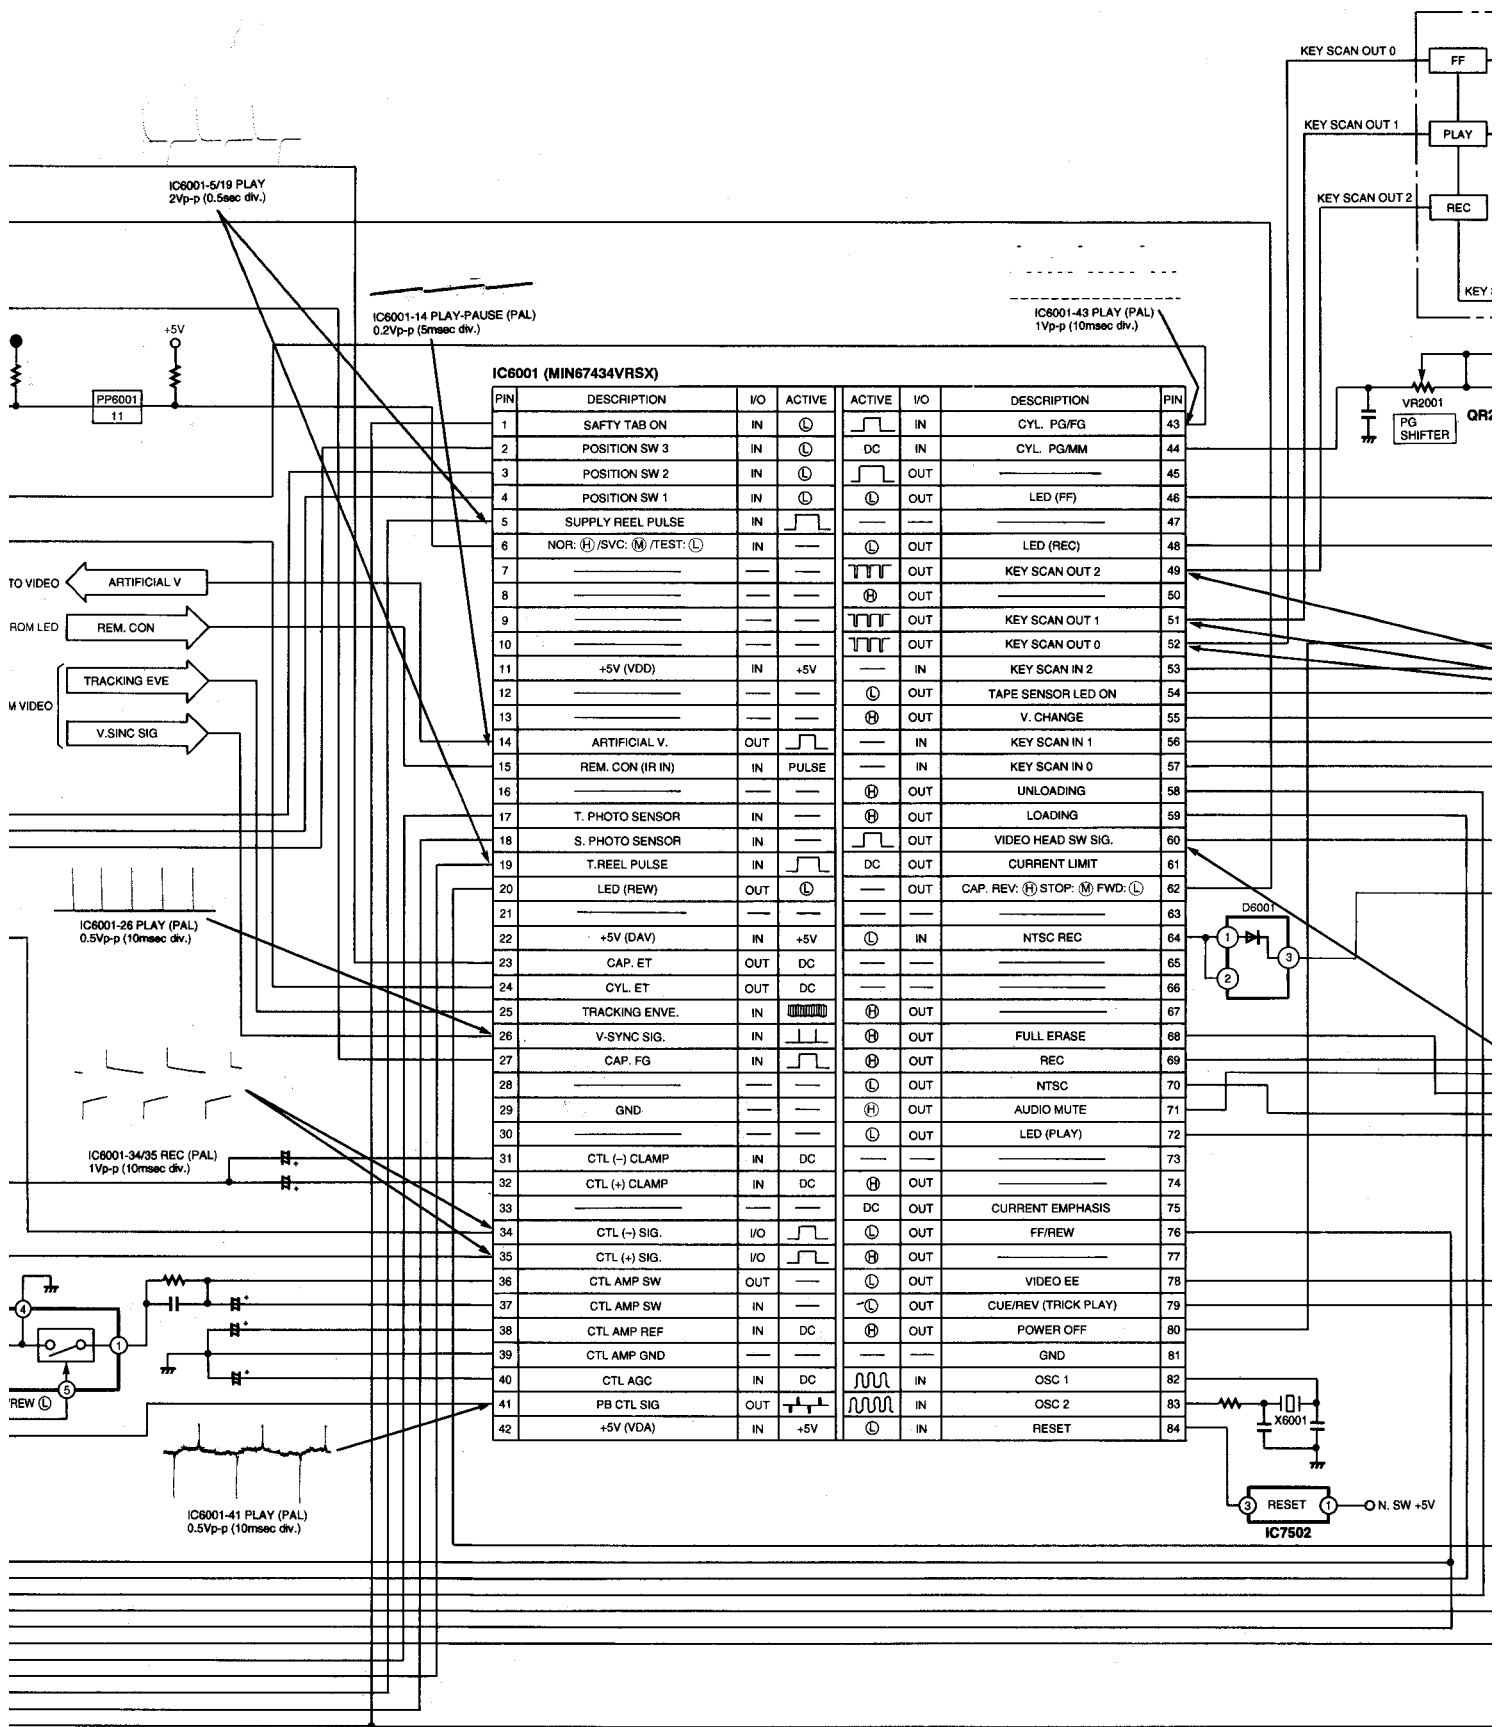 KEY SCAN OUT 0
FF
KEY SCAN OUT 1
PLAY
KEY SCAN OUT 2
REC
KEY
IC6001-5/19 PLAY
2Vp-p (0.5sec div.)
IC6001-14 PLAY-PAUSE (PAL)
0.2Vp-p (5msec div.)
IC6001-43 PLAY (PAL)
1Vp-p (10msec div.)
+5V
PP6001
11
VR2001
PG
SHIFTER
QR2
TO VIDEO
ARTIFICIAL V
ROM LED
REM. CON
M VIDEO
TRACKING EVE
V.SINC SIG
IC6001-26 PLAY (PAL)
0.5Vp-p (10msec div.)
IC6001-34/35 REC (PAL)
1Vp-p (10msec div.)
4
1
5
/REW Ⓛ
IC6001-41 PLAY (PAL)
0.5Vp-p (10msec div.)
IC6001 (MIN67434VRSX)
PIN DESCRIPTION I/O ACTIVE ACTIVE I/O DESCRIPTION PIN
1 SAFTY TAB ON IN Ⓛ IN CYL. PG/FG 43
2 POSITION SW 3 IN Ⓛ DC IN CYL. PG/MM 44
3 POSITION SW 2 IN Ⓛ OUT ——— 45
4 POSITION SW 1 IN Ⓛ Ⓛ OUT LED (FF) 46
5 SUPPLY REEL PULSE IN — — ——— 47
6 NOR: Ⓗ /SVC: Ⓜ /TEST: Ⓛ IN — Ⓛ OUT LED (REC) 48
7 ——— — — OUT KEY SCAN OUT 2 49
8 ——— — — Ⓗ OUT ——— 50
9 ——— — — OUT KEY SCAN OUT 1 51
10 ——— — — OUT KEY SCAN OUT 0 52
11 +5V (VDD) IN +5V — IN KEY SCAN IN 2 53
12 ——— — — Ⓛ OUT TAPE SENSOR LED ON 54
13 ——— — — Ⓗ OUT V. CHANGE 55
14 ARTIFICIAL V. OUT — IN KEY SCAN IN 1 56
15 REM. CON (IR IN) IN PULSE — IN KEY SCAN IN 0 57
16 ——— — — Ⓗ OUT UNLOADING 58
17 T. PHOTO SENSOR IN — Ⓗ OUT LOADING 59
18 S. PHOTO SENSOR IN — OUT VIDEO HEAD SW SIG. 60
19 T.REEL PULSE IN DC OUT CURRENT LIMIT 61
20 LED (REW) OUT Ⓛ — OUT CAP. REV: Ⓗ STOP: Ⓜ FWD: Ⓛ 62
21 ——— — — — — ——— 63
22 +5V (DAV) IN +5V Ⓛ IN NTSC REC 64
23 CAP. ET OUT DC — — ——— 65
24 CYL. ET OUT DC — — ——— 66
25 TRACKING ENVE. IN Ⓗ OUT ——— 67
26 V-SYNC SIG. IN Ⓗ OUT FULL ERASE 68
27 CAP. FG IN Ⓗ OUT REC 69
28 ——— — — Ⓛ OUT NTSC 70
29 GND — — Ⓗ OUT AUDIO MUTE 71
30 ——— — — Ⓛ OUT LED (PLAY) 72
31 CTL (–) CLAMP IN DC — — ——— 73
32 CTL (+) CLAMP IN DC Ⓗ OUT ——— 74
33 ——— — — DC OUT CURRENT EMPHASIS 75
34 CTL (–) SIG. I/O Ⓛ OUT FF/REW 76
35 CTL (+) SIG. I/O Ⓗ OUT ——— 77
36 CTL AMP SW OUT — Ⓛ OUT VIDEO EE 78
37 CTL AMP SW IN — Ⓛ OUT CUE/REV (TRICK PLAY) 79
38 CTL AMP REF IN DC Ⓗ OUT POWER OFF 80
39 CTL AMP GND — — — — GND 81
40 CTL AGC IN DC IN OSC 1 82
41 PB CTL SIG OUT IN OSC 2 83
42 +5V (VDA) IN +5V Ⓛ IN RESET 84
D6001
1
2
3
X6001
3 RESET 1
N. SW +5V
IC7502